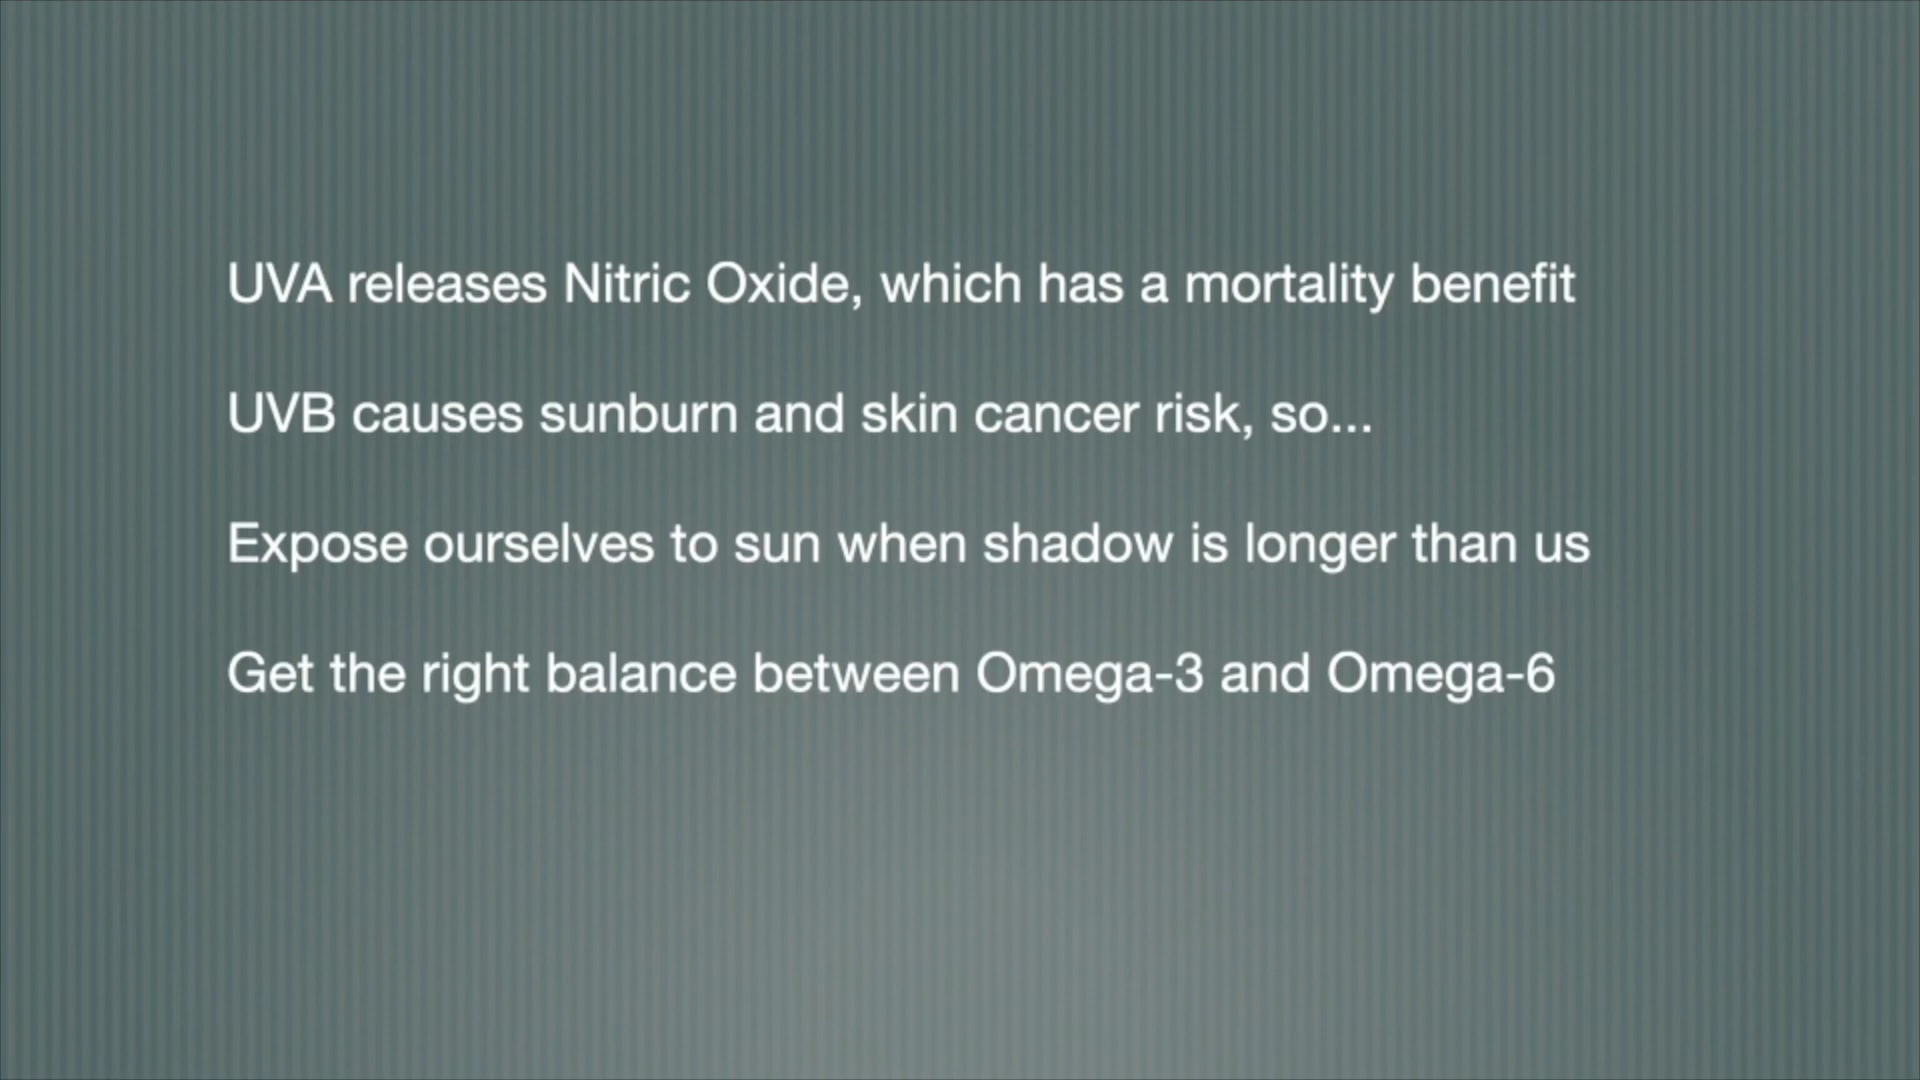 UVA releases Nitric Oxide, which has a mortality benefit
UVB causes sunburn and skin cancer risk, so...
Expose ourselves to sun when shadow is longer than us
Get the right balance between Omega-3 and Omega-6